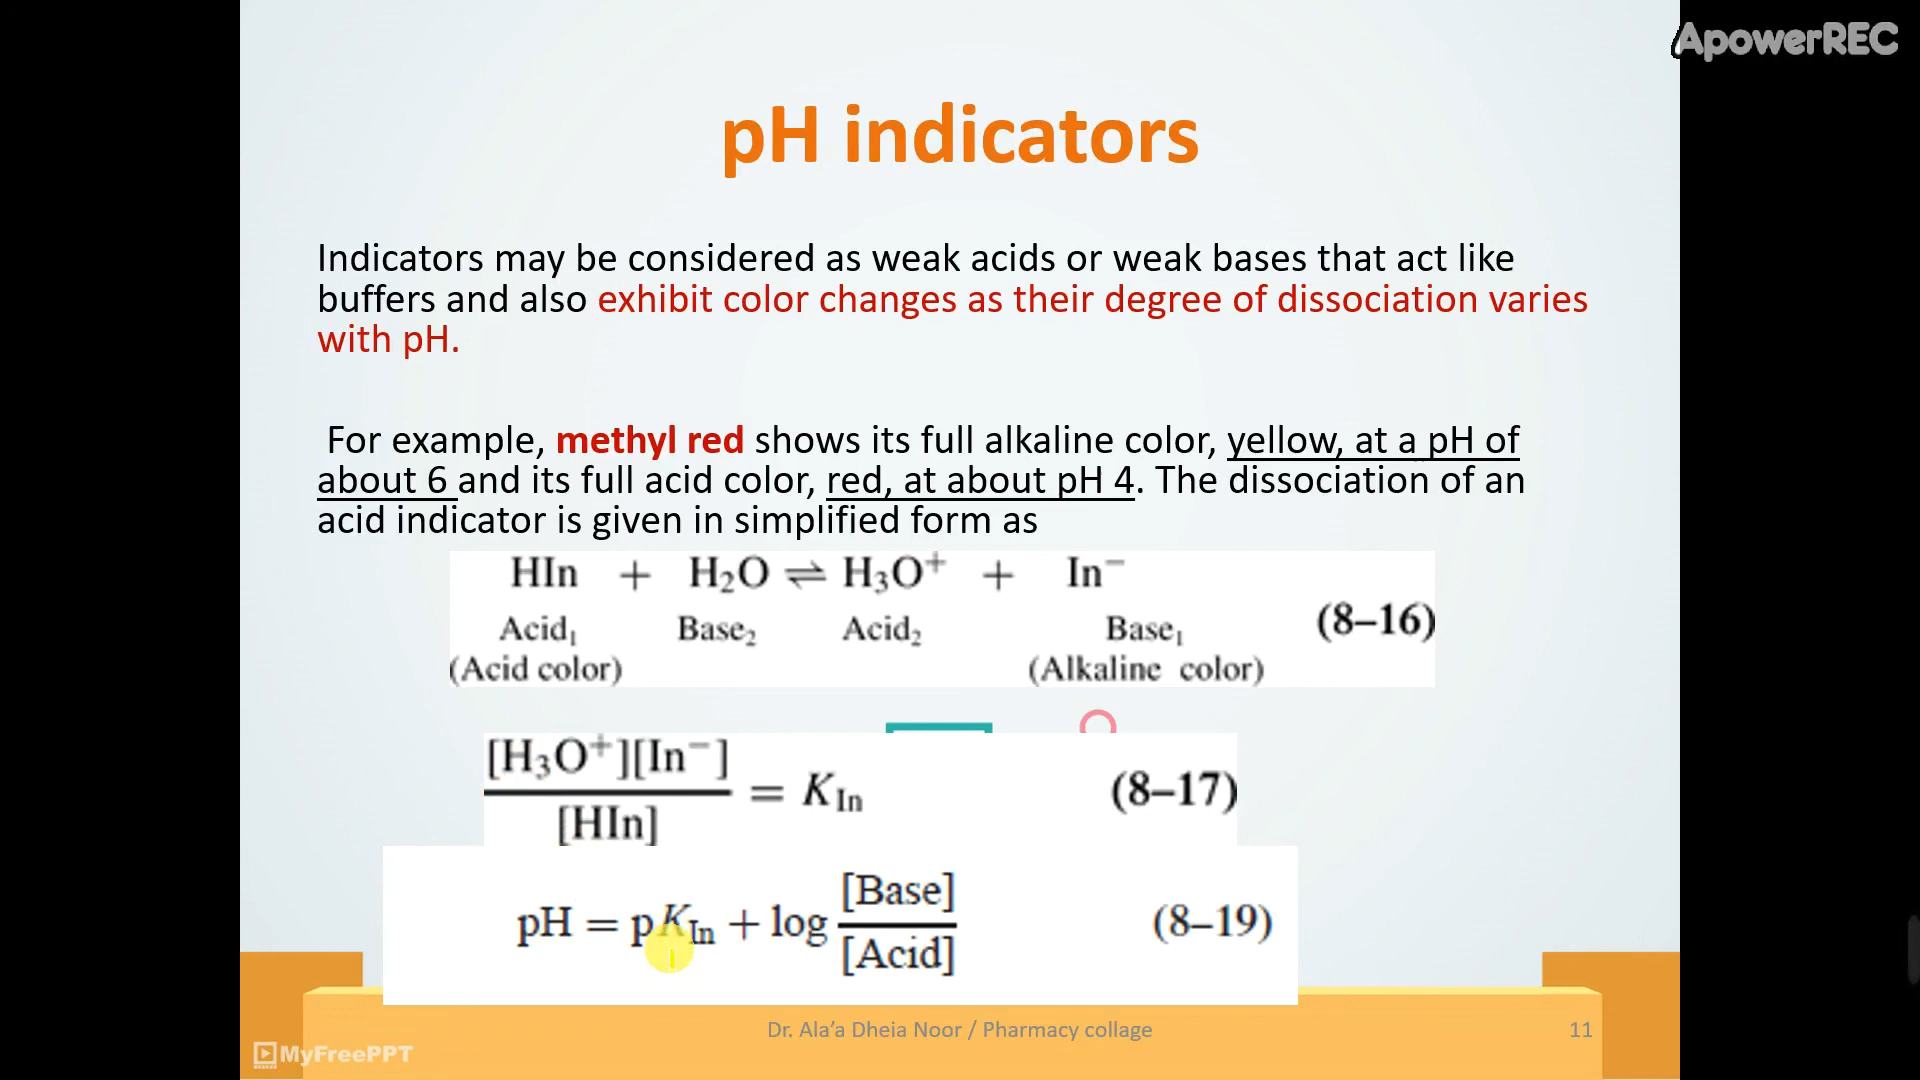 ApowerREC
pH indicators
Indicators may be considered as weak acids or weak bases that act like
buffers and also exhibit color changes as their degree of dissociation varies
with pH.
For example, methyl red shows its full alkaline color, yellow, at a pH of
about 6 and its full acid color, red, at about pH 4. The dissociation of an
acid indicator is given in simplified form as
HIn + H₂O ⇌ H₃O⁺ + In⁻
Acid₁ Base₂ Acid₂ Base₁ (8–16)
(Acid color) (Alkaline color)
[H₃O⁺][In⁻]
= K_In (8–17)
[HIn]
pH = pK_In + log [Base]/[Acid] (8–19)
Dr. Ala’a Dheia Noor / Pharmacy collage 11
MyFreePPT